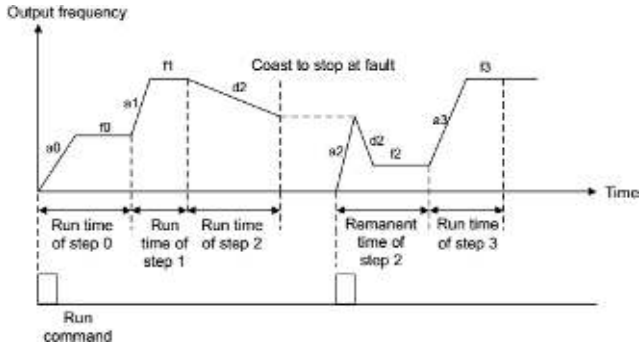 Output frequency
f1
Coast to stop at fault
f3
a1
d2
f0
a3
a0
a2
d2
f2
Time
Run time
of step 0
Run
time of
step 1
Run time
of step 2
Remanent
time of
step 2
Run time
of step 3
Run
command